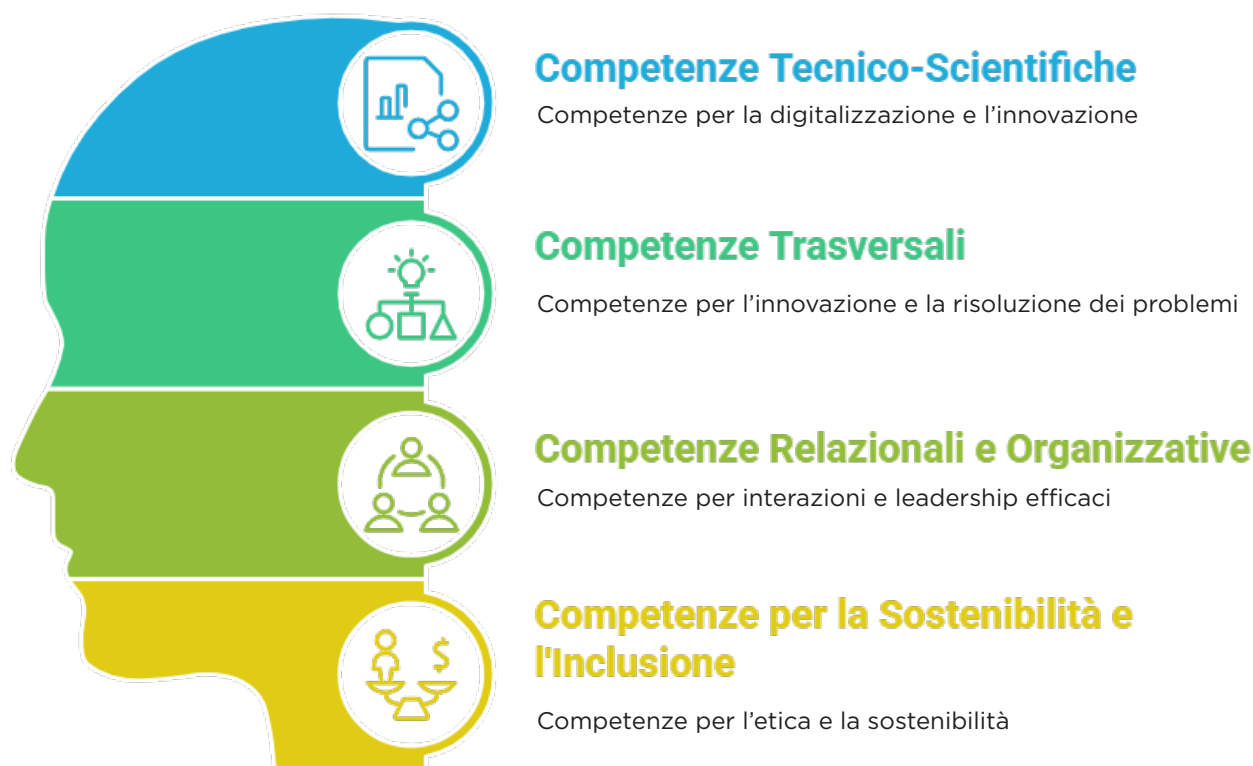 Competenze Tecnico-Scientifiche
Competenze per la digitalizzazione e l’innovazione
Competenze Trasversali
Competenze per l’innovazione e la risoluzione dei problemi
Competenze Relazionali e Organizzative
Competenze per interazioni e leadership efficaci
Competenze per la Sostenibilità e
l'Inclusione
Competenze per l’etica e la sostenibilità
$